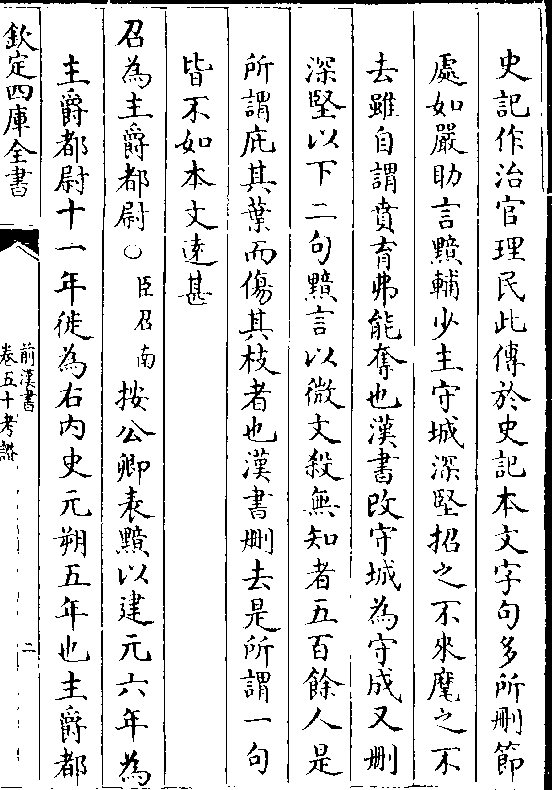 史記作治官理民此傳於史記本文字句多所刪節
處如嚴助言黯輔少主守城深堅招之不來麾之不
去雖自謂賁育弗能奪也漢書改守城為守成又刪
深堅以下二句黯言以微文殺無知者五百餘人是
所謂庇其葉而傷其枝者也漢書刪去是所謂一句
皆不如本文逺甚
召為主爵都尉○臣召南按公卿表黯以建元六年為
主爵都尉十一年徙為右内史元朔五年也主爵都
欽定四庫全書
前漢書
卷五十考證
二